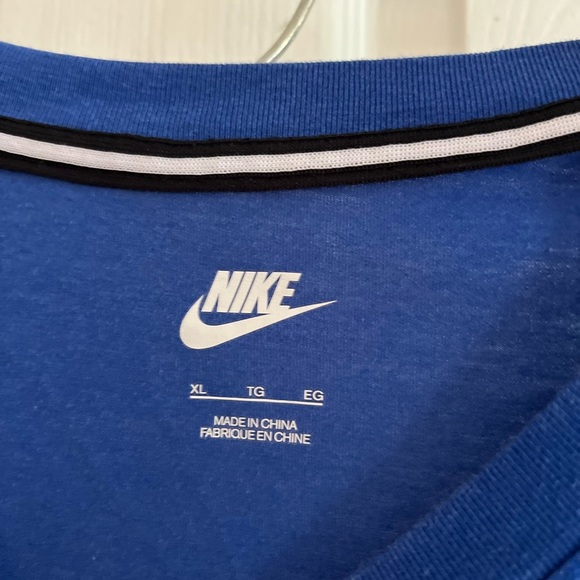 NIKE
XL TG EG
MADE IN CHINA
FABRIQUE EN CHINE